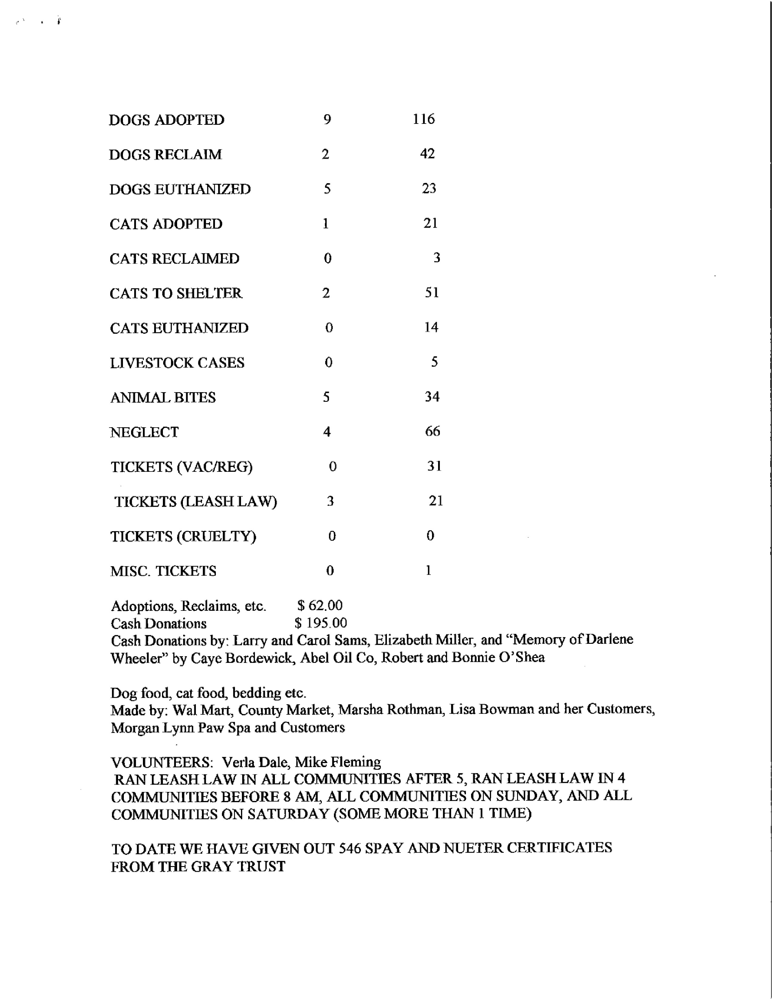 DOGS ADOPTED 9 116
DOGS RECLAIM 2 42
DOGS EUTHANIZED 5 23
CATS ADOPTED 1 21
CATS RECLAIMED 0 3
CATS TO SHELTER 2 51
CATS EUTHANIZED 0 14
LIVESTOCK CASES 0 5
ANIMAL BITES 5 34
NEGLECT 4 66
TICKETS (VAC/REG) 0 31
TICKETS (LEASH LAW) 3 21
TICKETS (CRUELTY) 0 0
MISC. TICKETS 0 1
Adoptions, Reclaims, etc. $ 62.00
Cash Donations $ 195.00
Cash Donations by: Larry and Carol Sams, Elizabeth Miller, and “Memory of Darlene
Wheeler” by Caye Bordewick, Abel Oil Co, Robert and Bonnie O’Shea
Dog food, cat food, bedding etc.
Made by: Wal Mart, County Market, Marsha Rothman, Lisa Bowman and her Customers,
Morgan Lynn Paw Spa and Customers
VOLUNTEERS: Verla Dale, Mike Fleming
RAN LEASH LAW IN ALL COMMUNITIES AFTER 5, RAN LEASH LAW IN 4
COMMUNITIES BEFORE 8 AM, ALL COMMUNITIES ON SUNDAY, AND ALL
COMMUNITIES ON SATURDAY (SOME MORE THAN 1 TIME)
TO DATE WE HAVE GIVEN OUT 546 SPAY AND NUETER CERTIFICATES
FROM THE GRAY TRUST